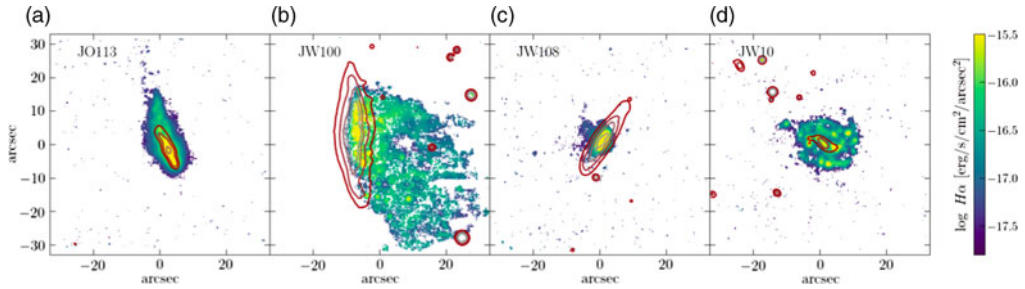 (a) (b) (c) (d)
JO113 JW100 JW108 JW10
30
20
10
0
−10
−20
−30
arcsec
−20 0 20 −20 0 20 −20 0 20 −20 0 20
arcsec arcsec arcsec arcsec
−15.5
−16.0
−16.5
−17.0
−17.5
log Hα [erg/s/cm²/arcsec²]